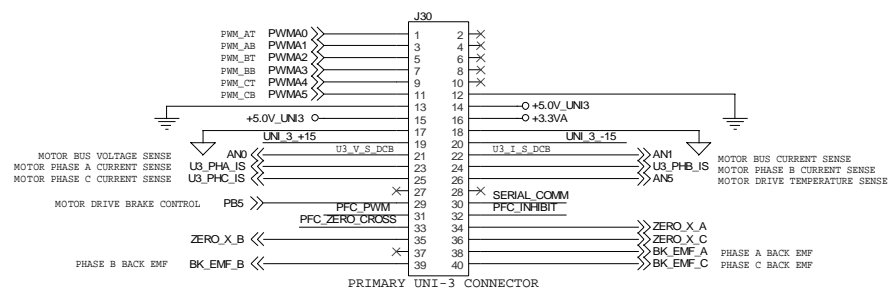 J30
PWM_AT PWMA0 1 2
PWM_AB PWMA1 3 4
PWM_BT PWMA2 5 6
PWM_BB PWMA3 7 8
PWM_CT PWMA4 9 10
PWM_CB PWMA5 11 12
13 14 +5.0V_UNI3
+5.0V_UNI3 15 16 +3.3VA
17 18
UNI_3_+15 19 20 UNI_3_-15
MOTOR BUS VOLTAGE SENSE AN0 U3_V_S_DCB 21 22 U3_I_S_DCB AN1 MOTOR BUS CURRENT SENSE
MOTOR PHASE A CURRENT SENSE U3_PHA_IS 23 24 U3_PHB_IS MOTOR PHASE B CURRENT SENSE
MOTOR PHASE C CURRENT SENSE U3_PHC_IS 25 26 AN5 MOTOR DRIVE TEMPERATURE SENSE
27 28
MOTOR DRIVE BRAKE CONTROL PB5 29 30 SERIAL_COMM
PFC_PWM 31 32 PFC_INHIBIT
PFC_ZERO_CROSS 33 34 ZERO_X_A
ZERO_X_B 35 36 ZERO_X_C
37 38 BK_EMF_A PHASE A BACK EMF
PHASE B BACK EMF BK_EMF_B 39 40 BK_EMF_C PHASE C BACK EMF
PRIMARY UNI-3 CONNECTOR